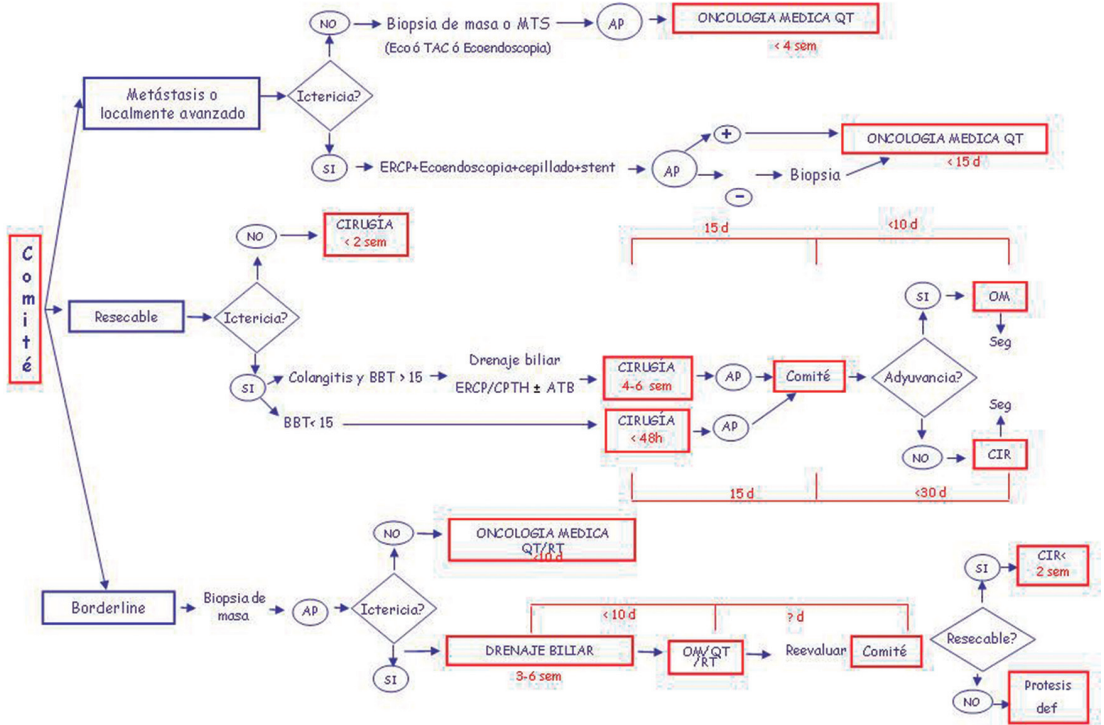 NO
Biopsia de masa o MTS
(Eco ó TAC ó Ecoendoscopia)
AP
ONCOLOGIA MEDICA QT
< 4 sem
Metástasis o
localmente avanzado
Ictericia?
SI
ERCP+Ecoendoscopia+cepillado+stent
AP
+
ONCOLOGIA MEDICA QT
< 15 d
Biopsia
−
Comité
NO
CIRUGÍA
< 2 sem
Resecable
Ictericia?
SI
Colangitis y BBT > 15
Drenaje biliar
ERCP/CPTH ± ATB
BBT< 15
15 d
<10 d
CIRUGÍA
4-6 sem
AP
Comité
CIRUGÍA
< 48h
AP
Adyuvancia?
SI
OM
Seg
Seg
NO
CIR
15 d
<30 d
Borderline
Biopsia de
masa
AP
Ictericia?
NO
ONCOLOGIA MEDICA
QT/RT
<10 d
SI
DRENAJE BILIAR
3-6 sem
< 10 d
? d
OM/QT
/RT
Reevaluar
Comité
Resecable?
SI
CIR<
2 sem
NO
Protesis
def